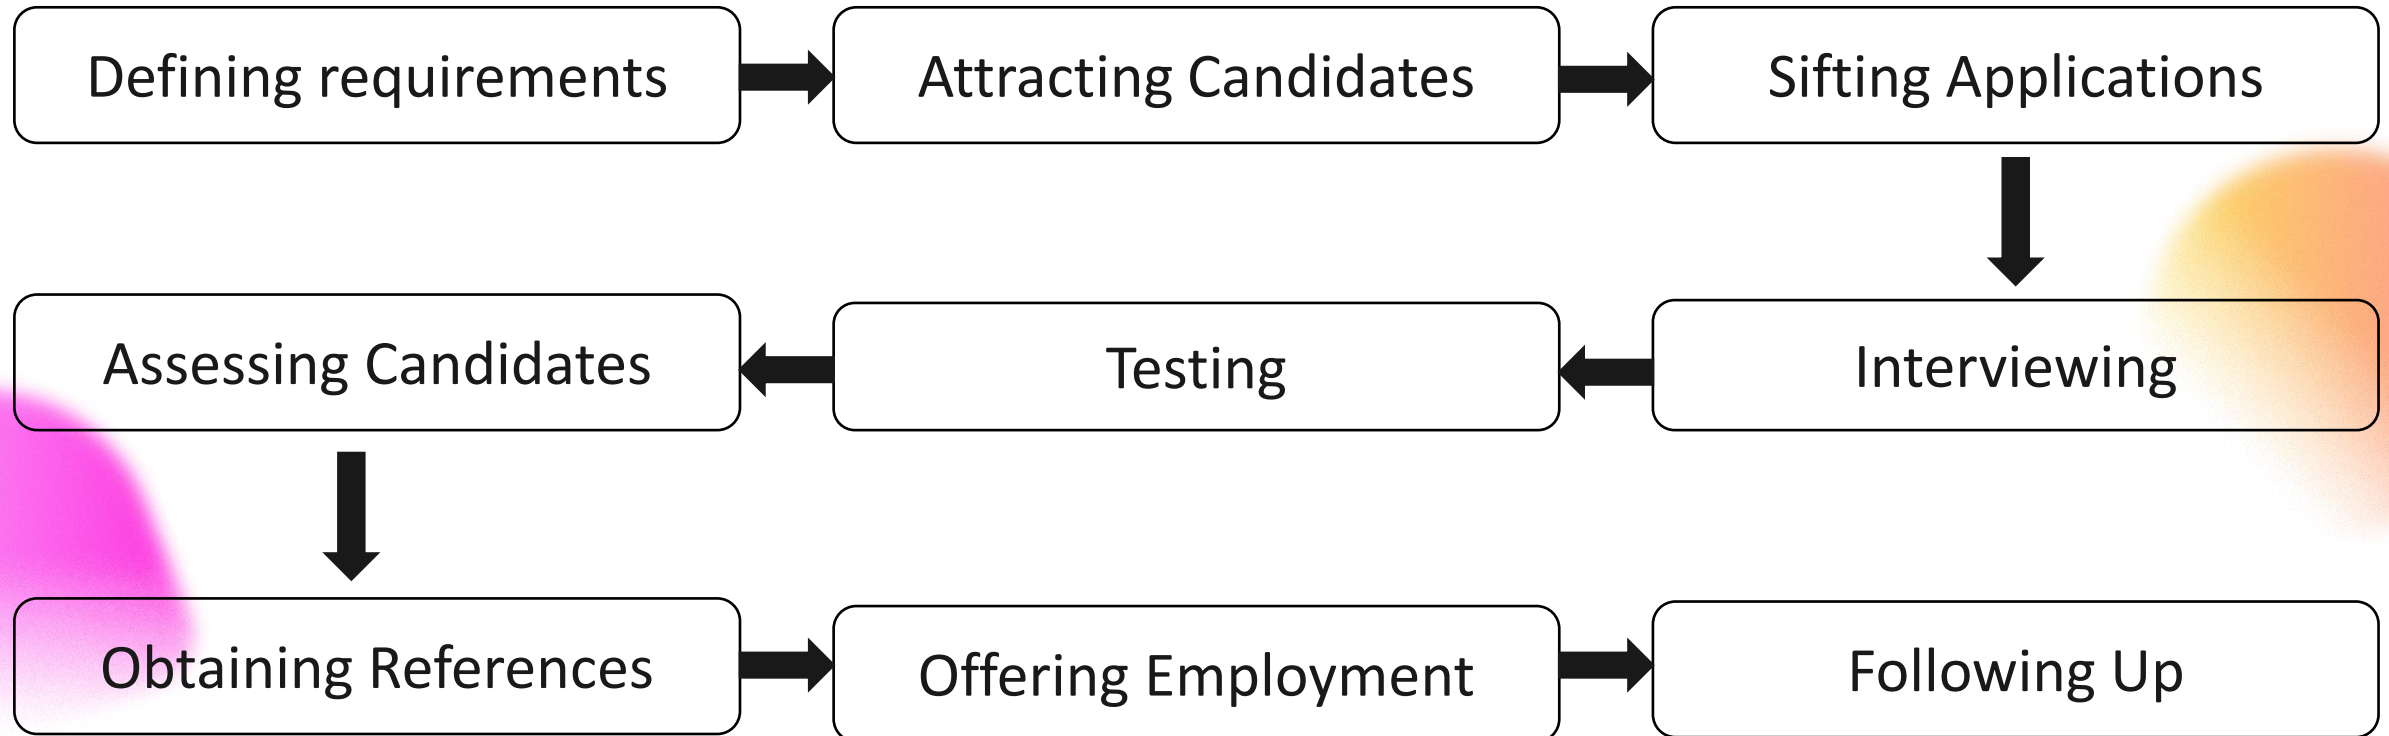 Defining requirements
Attracting Candidates
Sifting Applications
Interviewing
Testing
Assessing Candidates
Obtaining References
Offering Employment
Following Up